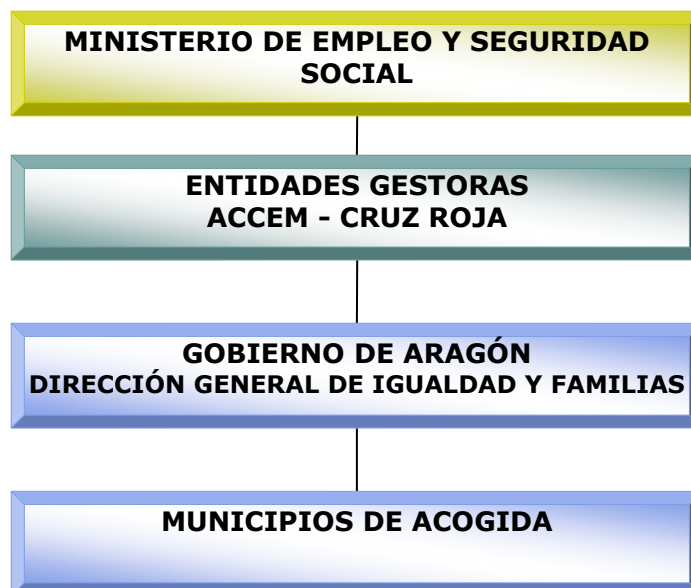 MINISTERIO DE EMPLEO Y SEGURIDAD
SOCIAL
ENTIDADES GESTORAS
ACCEM - CRUZ ROJA
GOBIERNO DE ARAGÓN
DIRECCIÓN GENERAL DE IGUALDAD Y FAMILIAS
MUNICIPIOS DE ACOGIDA